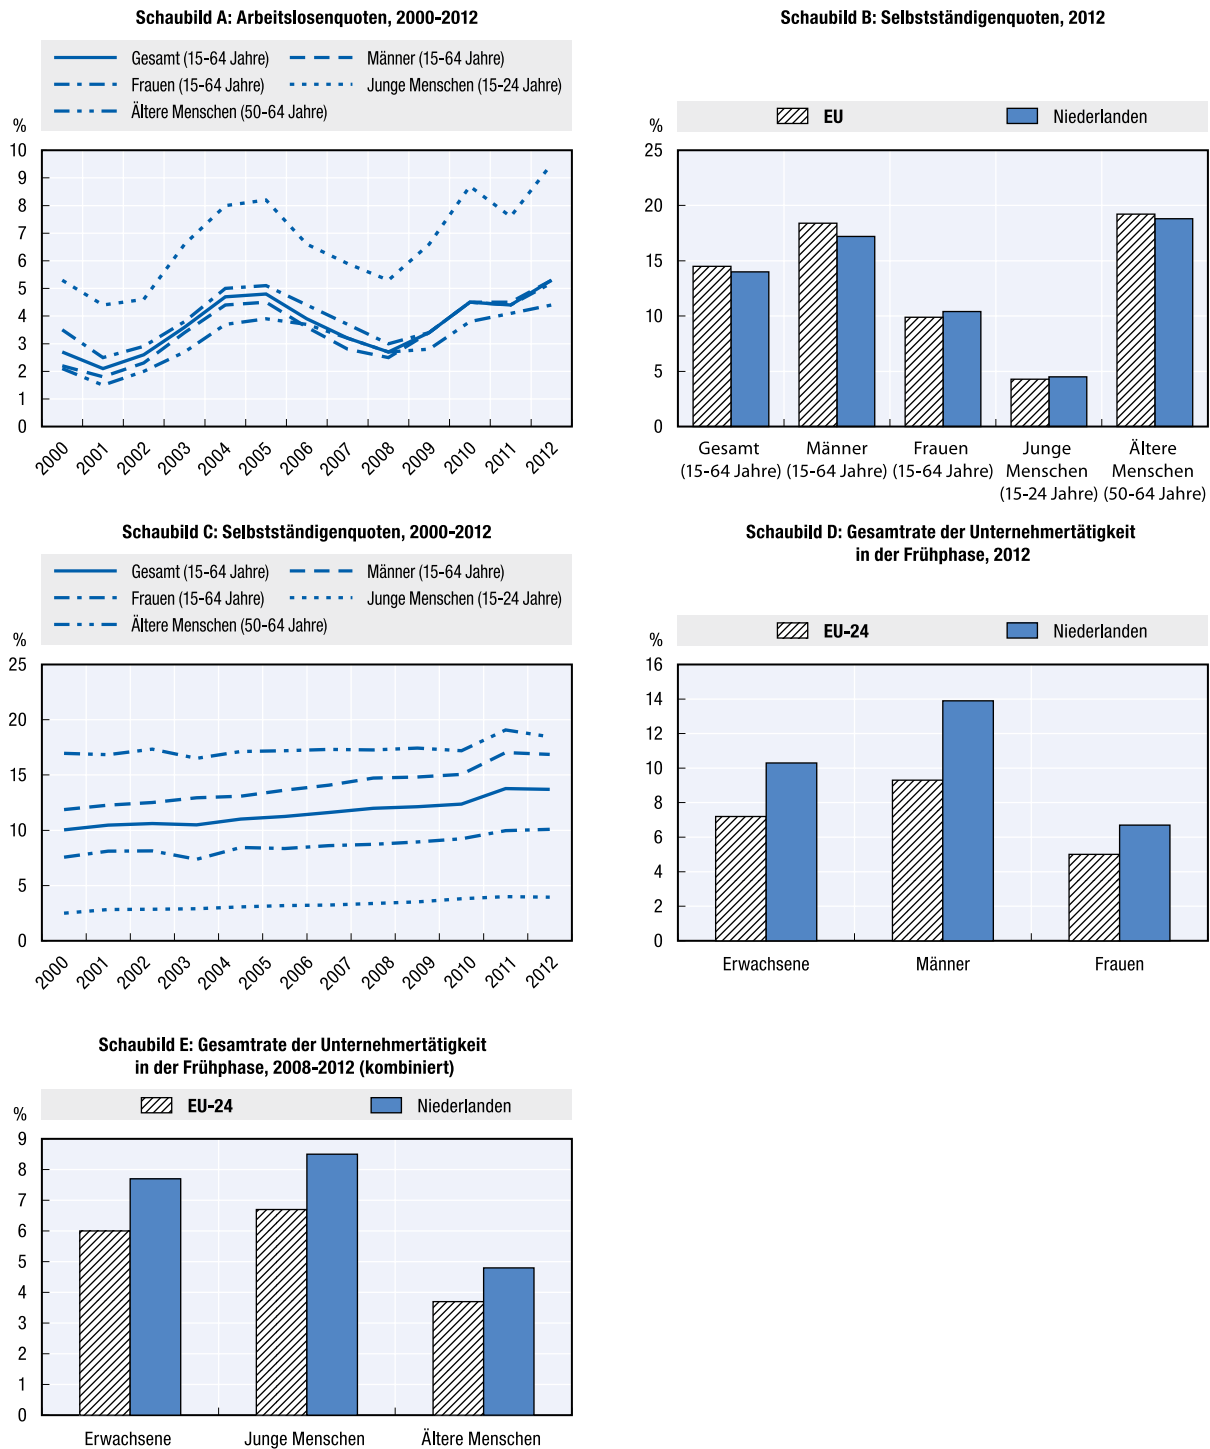 Schaubild A: Arbeitslosenquoten, 2000-2012
Gesamt (15-64 Jahre)
Männer (15-64 Jahre)
Frauen (15-64 Jahre)
Junge Menschen (15-24 Jahre)
Ältere Menschen (50-64 Jahre)
%
10
9
8
7
6
5
4
3
2
1
0
2000
2001
2002
2003
2004
2005
2006
2007
2008
2009
2010
2011
2012
Schaubild B: Selbstständigenquoten, 2012
EU
Niederlanden
%
25
20
15
10
5
0
Gesamt
(15-64 Jahre)
Männer
(15-64 Jahre)
Frauen
(15-64 Jahre)
Junge
Menschen
(15-24 Jahre)
Ältere
Menschen
(50-64 Jahre)
Schaubild C: Selbstständigenquoten, 2000-2012
Gesamt (15-64 Jahre)
Männer (15-64 Jahre)
Frauen (15-64 Jahre)
Junge Menschen (15-24 Jahre)
Ältere Menschen (50-64 Jahre)
%
25
20
15
10
5
0
2000
2001
2002
2003
2004
2005
2006
2007
2008
2009
2010
2011
2012
Schaubild D: Gesamtrate der Unternehmertätigkeit
in der Frühphase, 2012
EU-24
Niederlanden
%
16
14
12
10
8
6
4
2
0
Erwachsene
Männer
Frauen
Schaubild E: Gesamtrate der Unternehmertätigkeit
in der Frühphase, 2008-2012 (kombiniert)
EU-24
Niederlanden
%
9
8
7
6
5
4
3
2
1
0
Erwachsene
Junge Menschen
Ältere Menschen